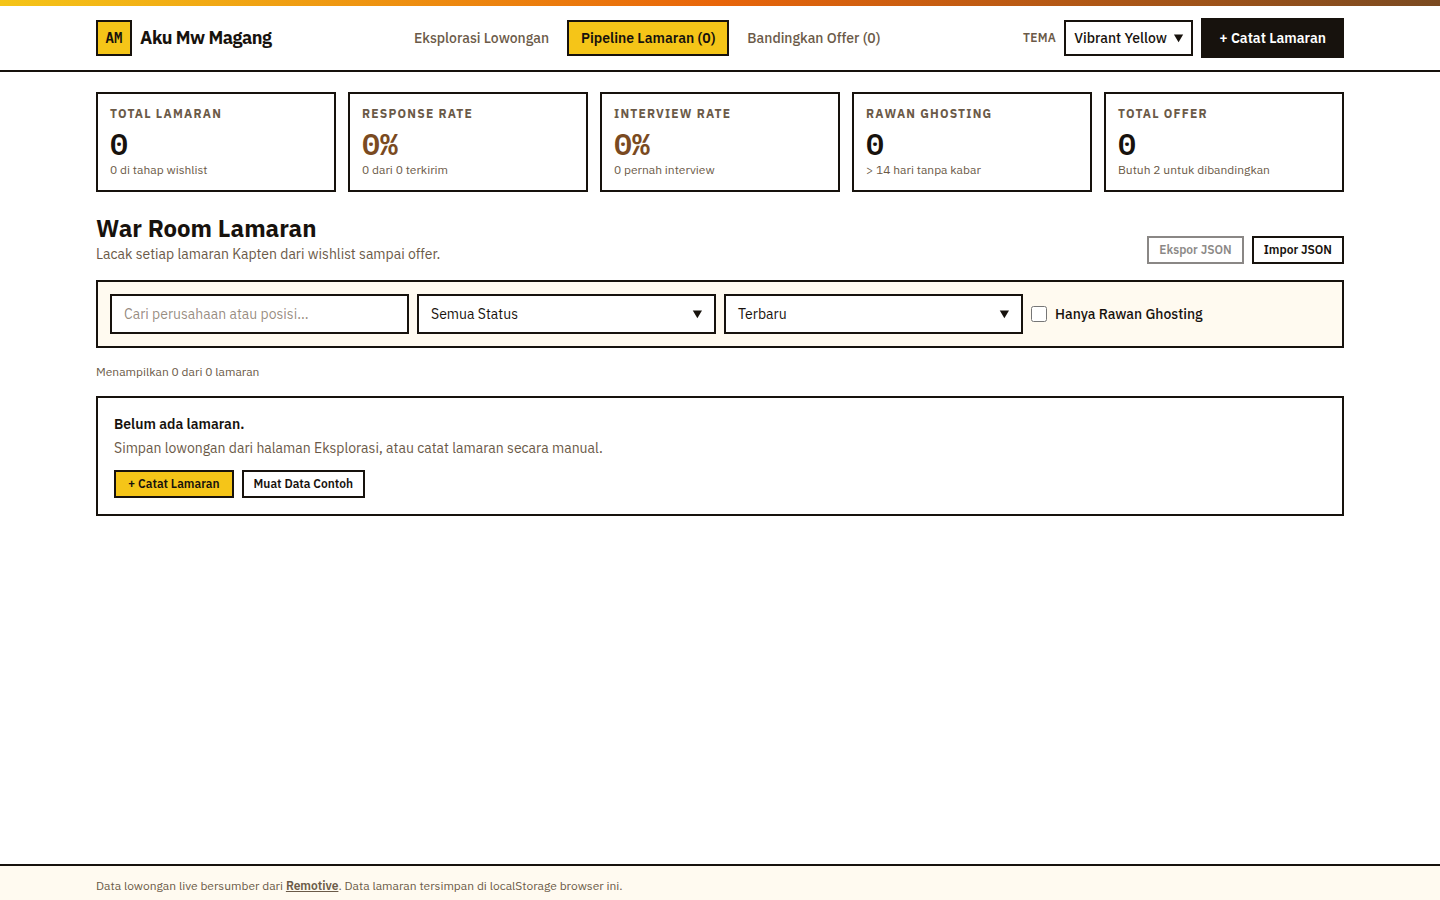 AM Aku Mw Magang Eksplorasi Lowongan Pipeline Lamaran (0) Bandingkan Offer (0) TEMA Vibrant Yellow ▼ + Catat Lamaran
TOTAL LAMARAN
0
0 di tahap wishlist
RESPONSE RATE
0%
0 dari 0 terkirim
INTERVIEW RATE
0%
0 pernah interview
RAWAN GHOSTING
0
> 14 hari tanpa kabar
TOTAL OFFER
0
Butuh 2 untuk dibandingkan
War Room Lamaran
Lacak setiap lamaran Kapten dari wishlist sampai offer.
Ekspor JSON Impor JSON
Cari perusahaan atau posisi... Semua Status ▼ Terbaru ▼ Hanya Rawan Ghosting
Menampilkan 0 dari 0 lamaran
Belum ada lamaran.
Simpan lowongan dari halaman Eksplorasi, atau catat lamaran secara manual.
+ Catat Lamaran Muat Data Contoh
Data lowongan live bersumber dari Remotive. Data lamaran tersimpan di localStorage browser ini.